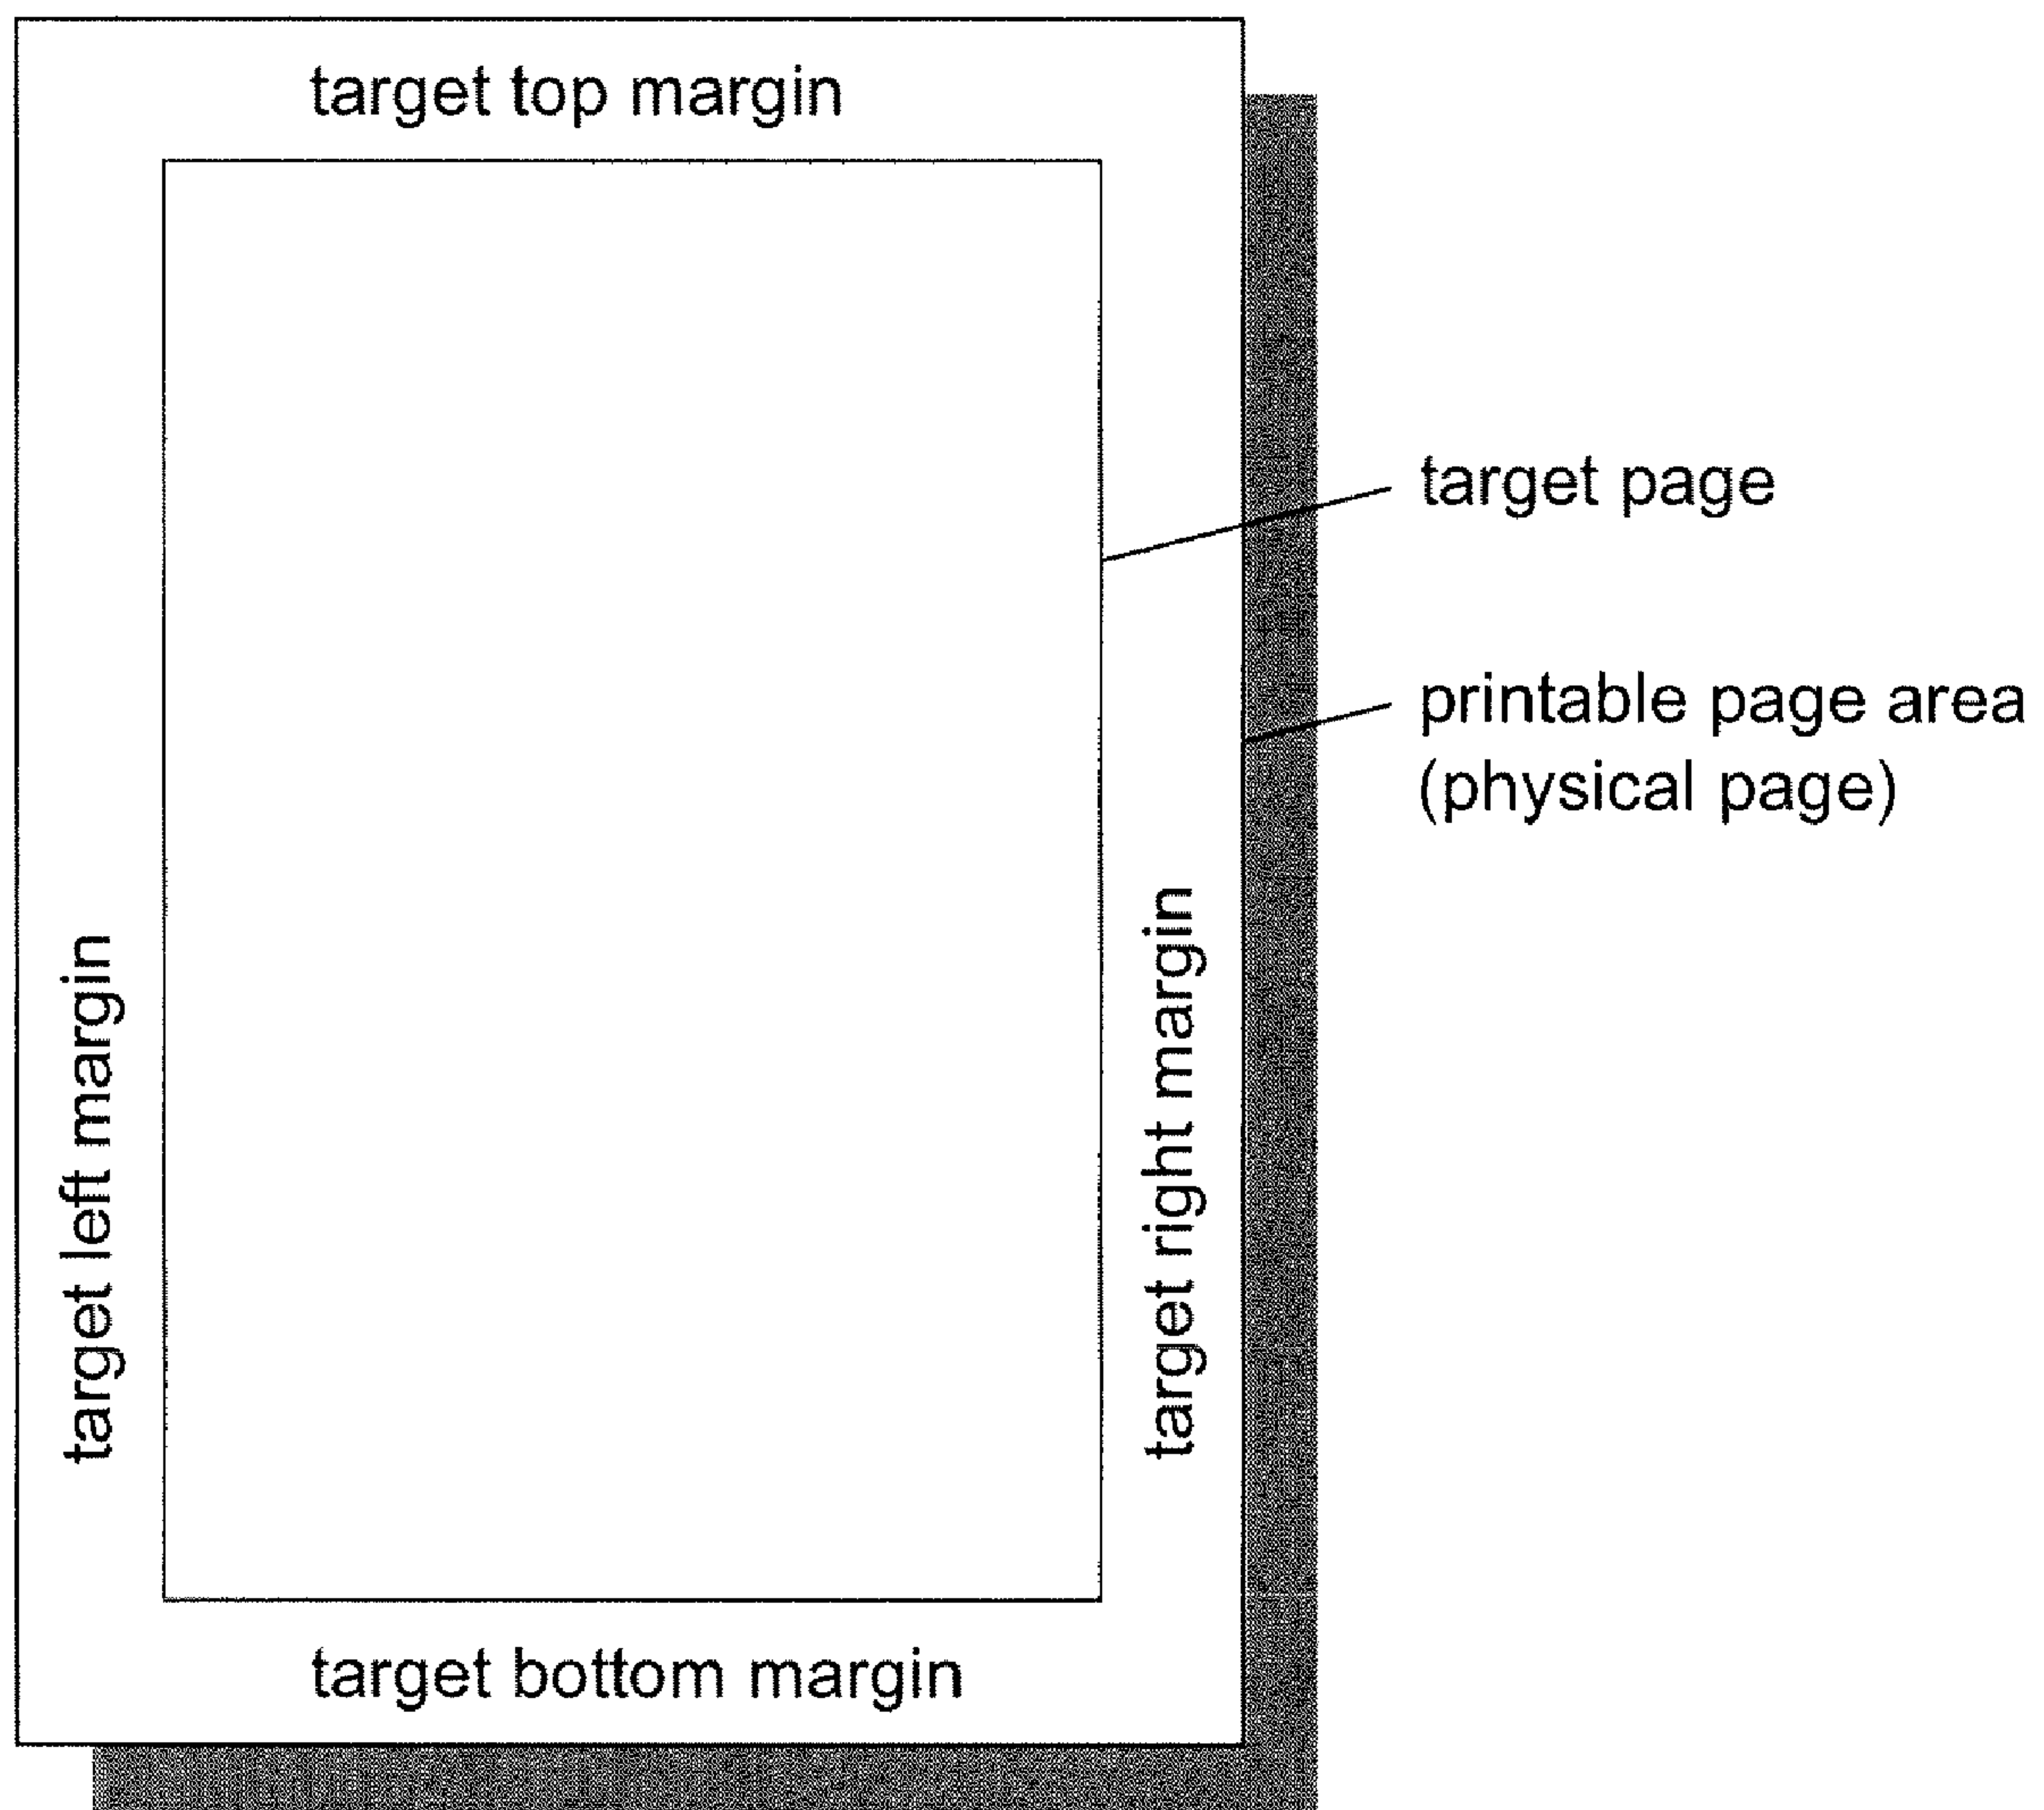 target top margin
target page
printable page area
(physical page)
target left margin
target right margin
target bottom margin